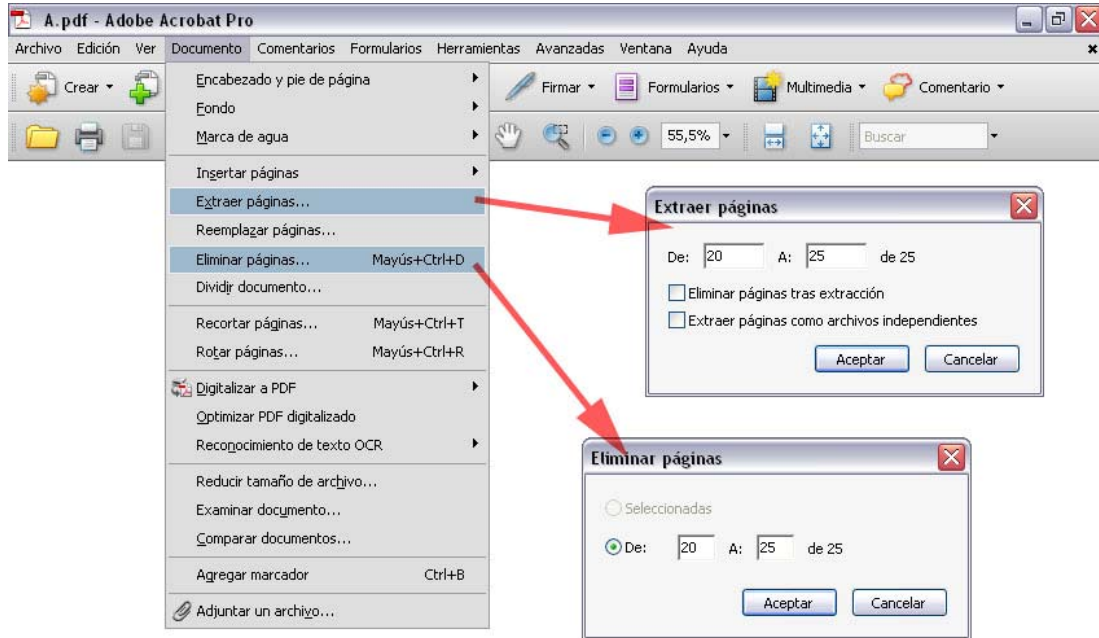 A.pdf - Adobe Acrobat Pro
Archivo Edición Ver Documento Comentarios Formularios Herramientas Avanzadas Ventana Ayuda
Crear Firmar Formularios Multimedia Comentario
55,5% Buscar
Encabezado y pie de página
Fondo
Marca de agua
Insertar páginas
Extraer páginas...
Reemplazar páginas...
Eliminar páginas... Mayús+Ctrl+D
Dividir documento...
Recortar páginas... Mayús+Ctrl+T
Rotar páginas... Mayús+Ctrl+R
Digitalizar a PDF
Optimizar PDF digitalizado
Reconocimiento de texto OCR
Reducir tamaño de archivo...
Examinar documento...
Comparar documentos...
Agregar marcador Ctrl+B
Adjuntar un archivo...
Extraer páginas
De: 20 A: 25 de 25
Eliminar páginas tras extracción
Extraer páginas como archivos independientes
Aceptar Cancelar
Eliminar páginas
Seleccionadas
De: 20 A: 25 de 25
Aceptar Cancelar